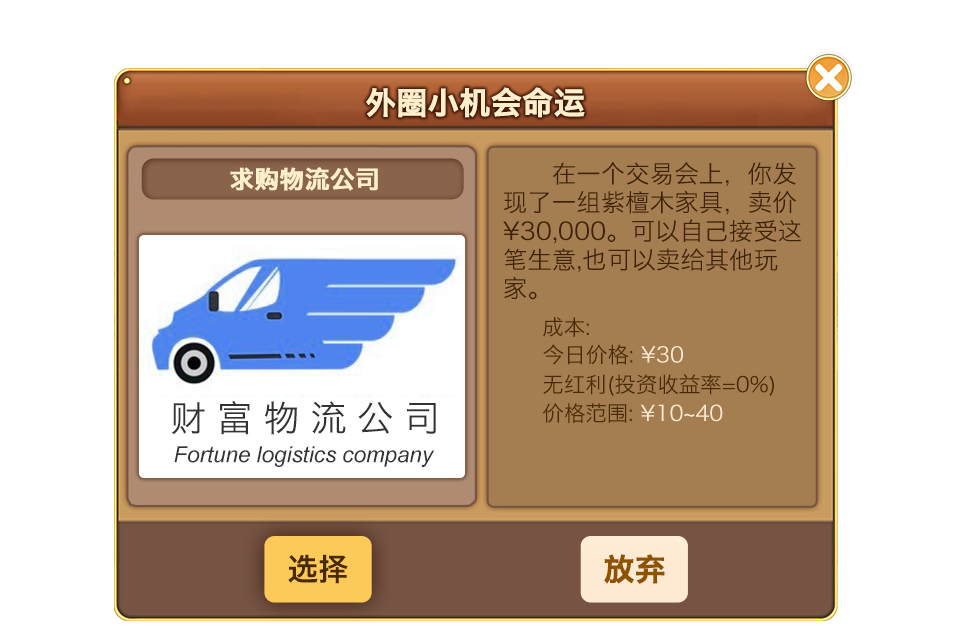 外圈小机会命运
求购物流公司
财富物流公司
Fortune logistics company
在一个交易会上，你发
现了一组紫檀木家具，卖价
¥30,000。可以自己接受这
笔生意,也可以卖给其他玩
家。
成本:
今日价格: ¥30
无红利(投资收益率=0%)
价格范围: ¥10~40
选择
放弃